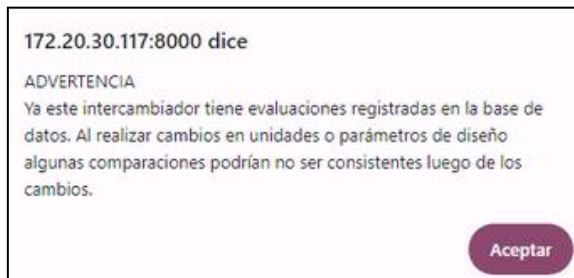 172.20.30.117:8000 dice
ADVERTENCIA
Ya este intercambiador tiene evaluaciones registradas en la base de
datos. Al realizar cambios en unidades o parámetros de diseño
algunas comparaciones podrían no ser consistentes luego de los
cambios.
Aceptar